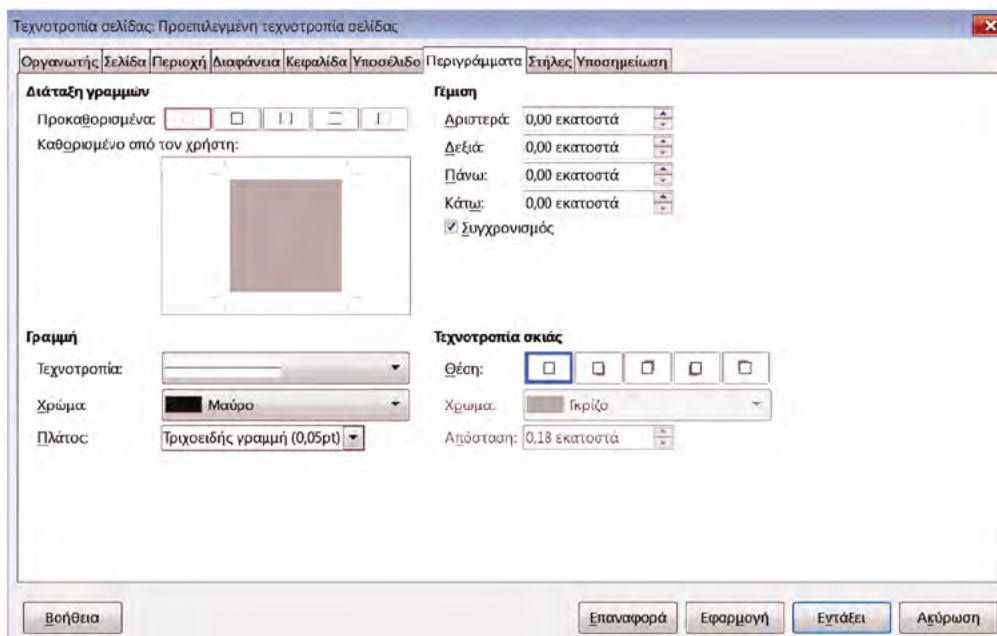 Τεχνοτροπία σελίδας: Προεπιλεγμένη τεχνοτροπία σελίδας
Οργανωτής Σελίδα Περιοχή Διαφάνεια Κεφαλίδα Υποσέλιδο Περιγράμματα Στήλες Υποσημείωση
Διάταξη γραμμών
Προκαθορισμένα:
Καθορισμένο από τον χρήστη:
Γέμιση
Αριστερά: 0,00 εκατοστά
Δεξιά: 0,00 εκατοστά
Πάνω: 0,00 εκατοστά
Κάτω: 0,00 εκατοστά
Συγχρονισμός
Γραμμή
Τεχνοτροπία:
Χρώμα: Μαύρο
Πλάτος: Τριχοειδής γραμμή (0,05pt)
Τεχνοτροπία σκιάς
Θέση:
Χρωμα: Γκρίζο
Απόσταση: 0,18 εκατοστά
Βοήθεια Επαναφορά Εφαρμογή Εντάξει Ακύρωση